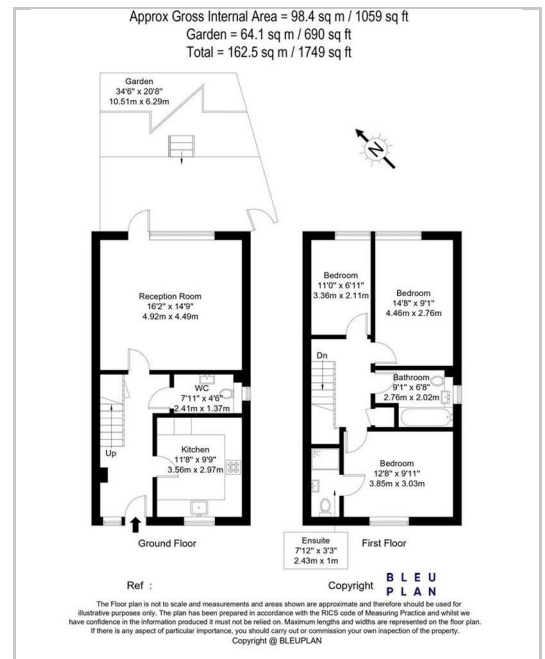 Approx Gross Internal Area = 98.4 sq m / 1059 sq ft
Garden = 64.1 sq m / 690 sq ft
Total = 162.5 sq m / 1749 sq ft
Garden
34'6" x 20'8"
10.51m x 6.29m
N
Reception Room
16'2" x 14'9"
4.92m x 4.49m
WC
7'11" x 4'6"
2.41m x 1.37m
Up
Kitchen
11'8" x 9'9"
3.56m x 2.97m
Ground Floor
Bedroom
11'0" x 6'11"
3.36m x 2.11m
Bedroom
14'8" x 9'1"
4.46m x 2.76m
Dn
Bathroom
9'1" x 6'8"
2.76m x 2.02m
Bedroom
12'8" x 9'11"
3.85m x 3.03m
Ensuite
7'12" x 3'3"
2.43m x 1m
First Floor
Ref :
Copyright
BLEU
PLAN
The Floor plan is not to scale and measurements and areas shown are approximate and therefore should be used for
illustrative purposes only. The plan has been prepared in accordance with the RICS code of Measuring Practice and whilst we
have confidence in the information produced it must not be relied on. Maximum lengths and widths are represented on the floor plan.
If there is any aspect of particular importance, you should carry out or commission your own inspection of the property.
Copyright @ BLEUPLAN